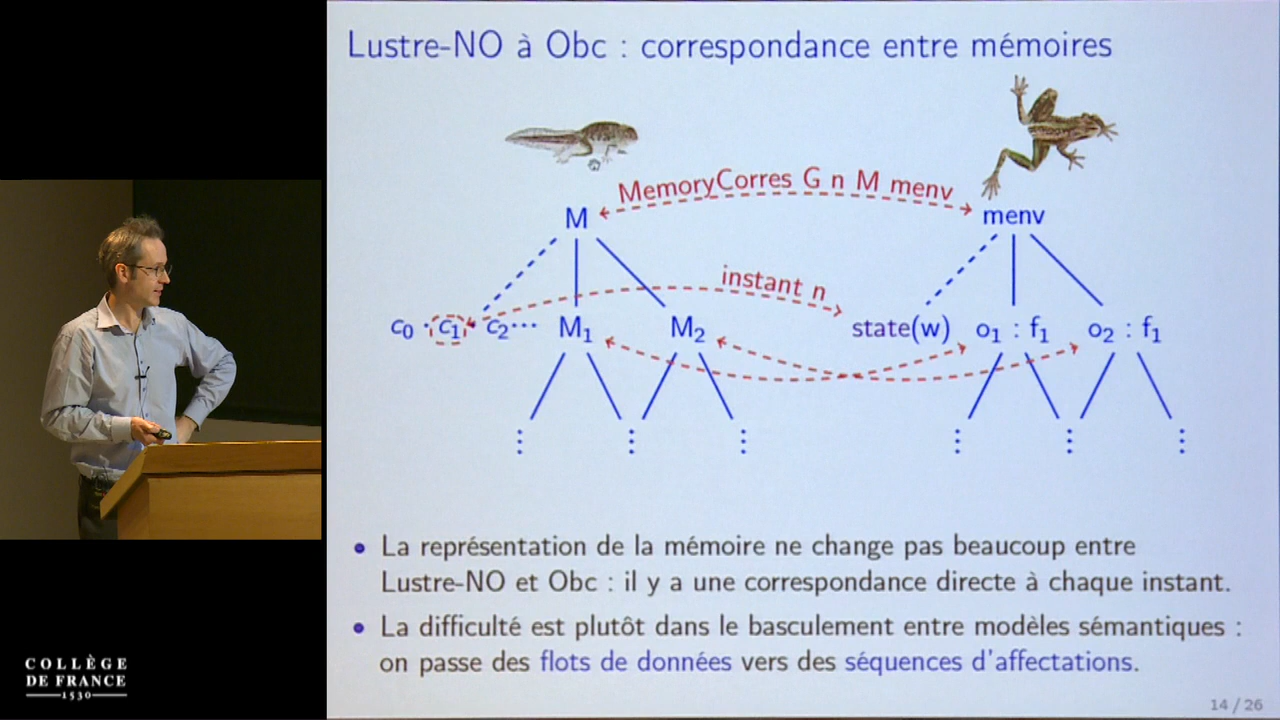 Lustre-NO à Obc : correspondance entre mémoires
MemoryCorres G n M menv
M
menv
instant n
c₀ · c₁ · c₂ ··· M₁ M₂
state(w) o₁ : f₁ o₂ : f₁
• La représentation de la mémoire ne change pas beaucoup entre
Lustre-NO et Obc : il y a une correspondance directe à chaque instant.
• La difficulté est plutôt dans le basculement entre modèles sémantiques :
on passe des flots de données vers des séquences d'affectations.
14 / 26
COLLÈGE
DE FRANCE
1530